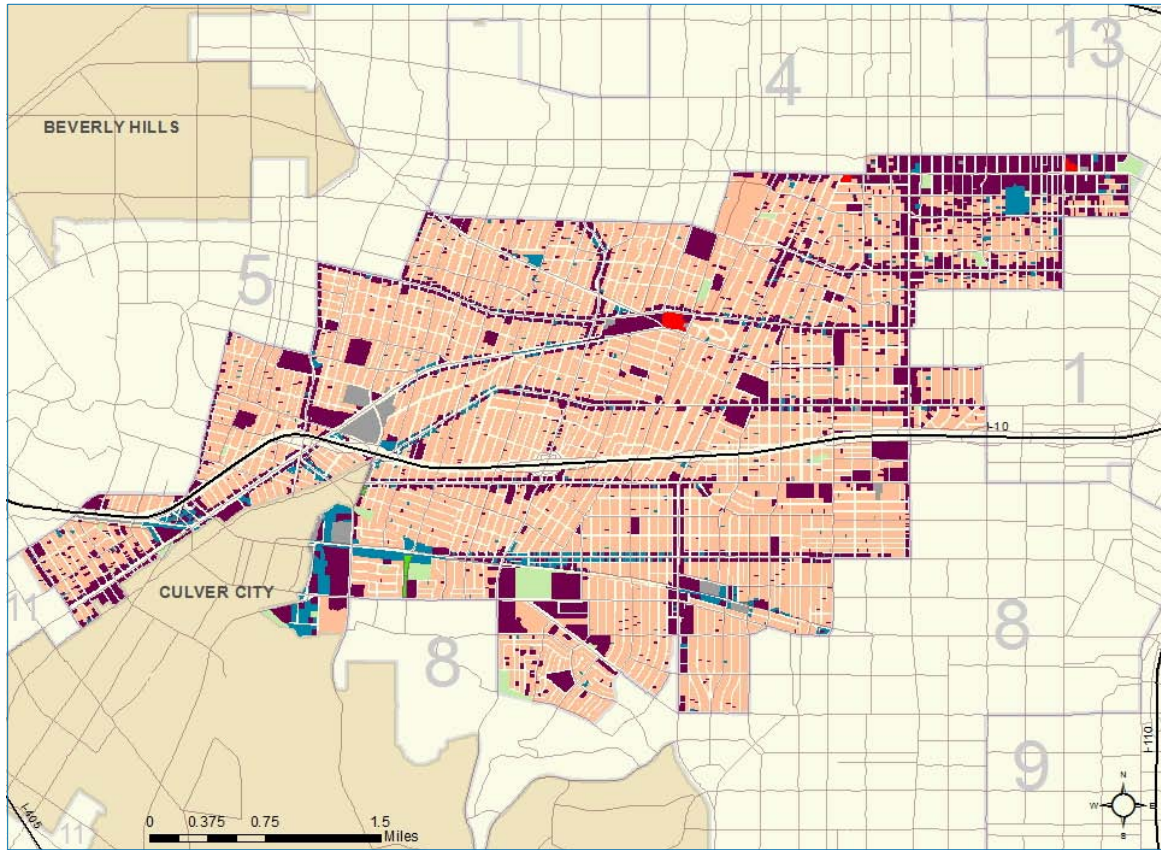 13
4
BEVERLY HILLS
5
1
I-10
CULVER CITY
11
8
8
9
I-110
N
W E
S
0 0.375 0.75 1.5
Miles
I-405
11